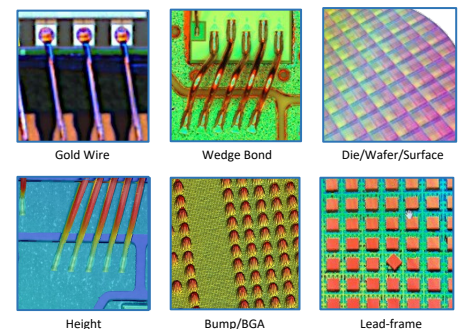 Gold Wire
Wedge Bond
Die/Wafer/Surface
Height
Bump/BGA
Lead-frame